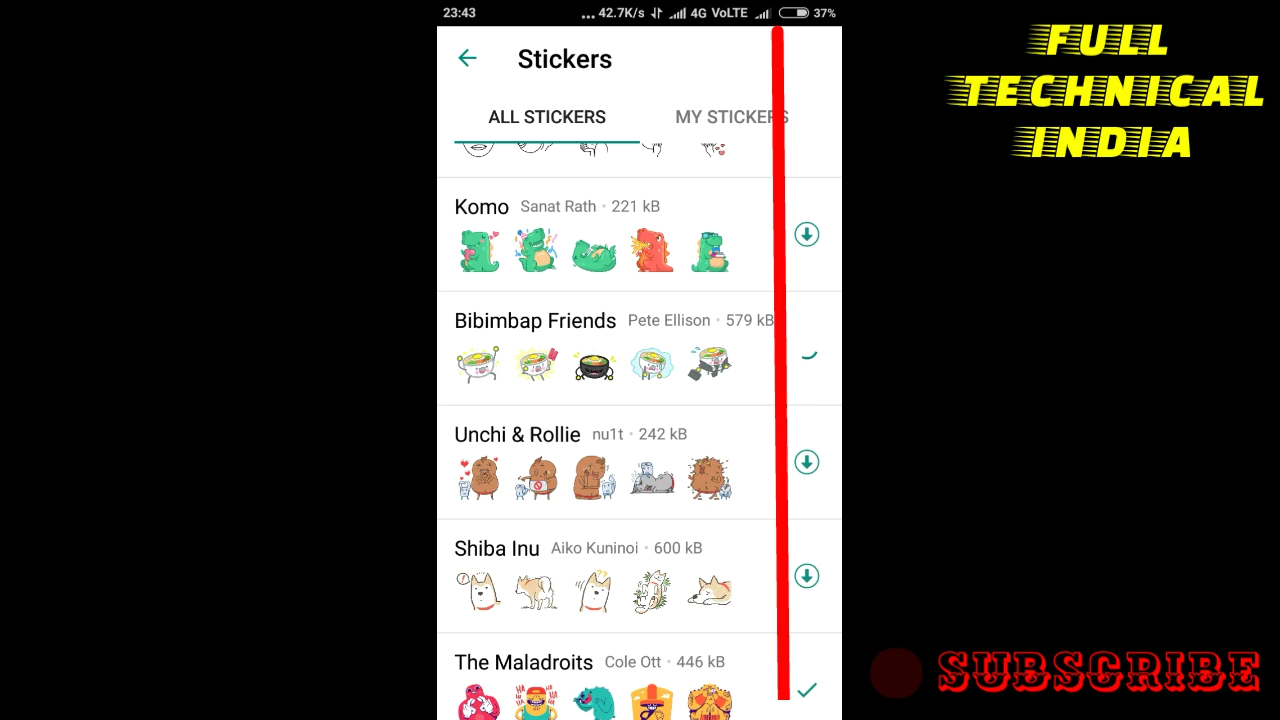 23:43 ... 42.7K/s 4G VoLTE 37%
Stickers
ALL STICKERS MY STICKERS
Komo Sanat Rath • 221 kB
Bibimbap Friends Pete Ellison • 579 kB
Unchi & Rollie nu1t • 242 kB
Shiba Inu Aiko Kuninoi • 600 kB
The Maladroits Cole Ott • 446 kB
FULL
TECHNICAL
INDIA
SUBSCRIBE